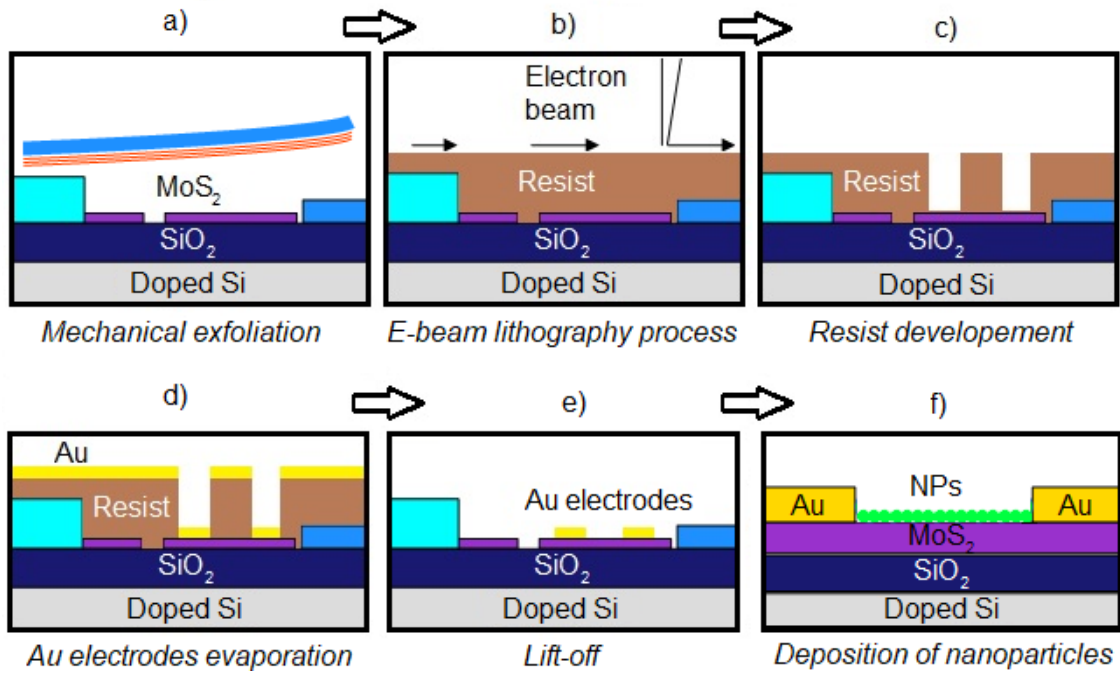 a)
b)
c)
MoS₂
SiO₂
Doped Si
Electron
beam
Resist
SiO₂
Doped Si
Resist
SiO₂
Doped Si
Mechanical exfoliation
E-beam lithography process
Resist developement
d)
e)
f)
Au
Resist
SiO₂
Doped Si
Au electrodes
SiO₂
Doped Si
NPs
Au
Au
MoS₂
SiO₂
Doped Si
Au electrodes evaporation
Lift-off
Deposition of nanoparticles